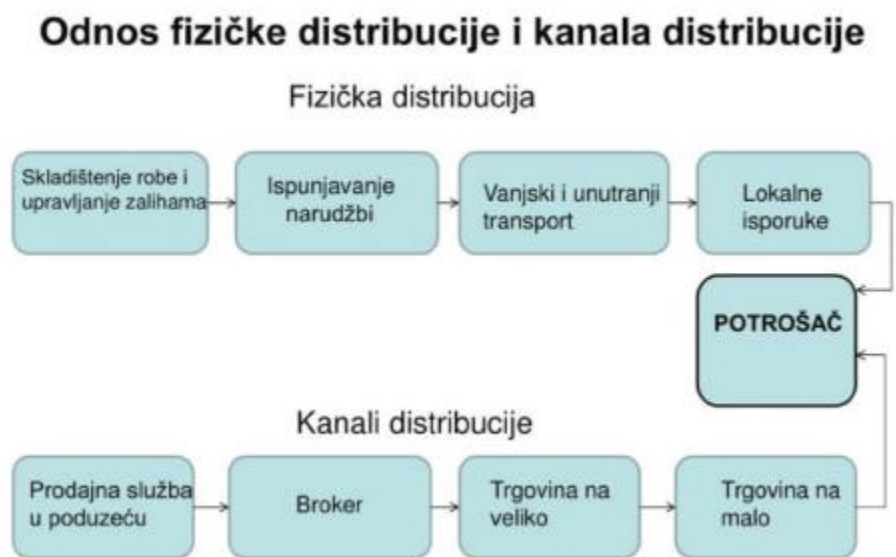 Odnos fizičke distribucije i kanala distribucije
Fizička distribucija
Skladištenje robe i
upravljanje zalihama
Ispunjavanje
narudžbi
Vanjski i unutranji
transport
Lokalne
isporuke
POTROŠAČ
Kanali distribucije
Prodajna služba
u poduzeću
Broker
Trgovina na
veliko
Trgovina na
malo